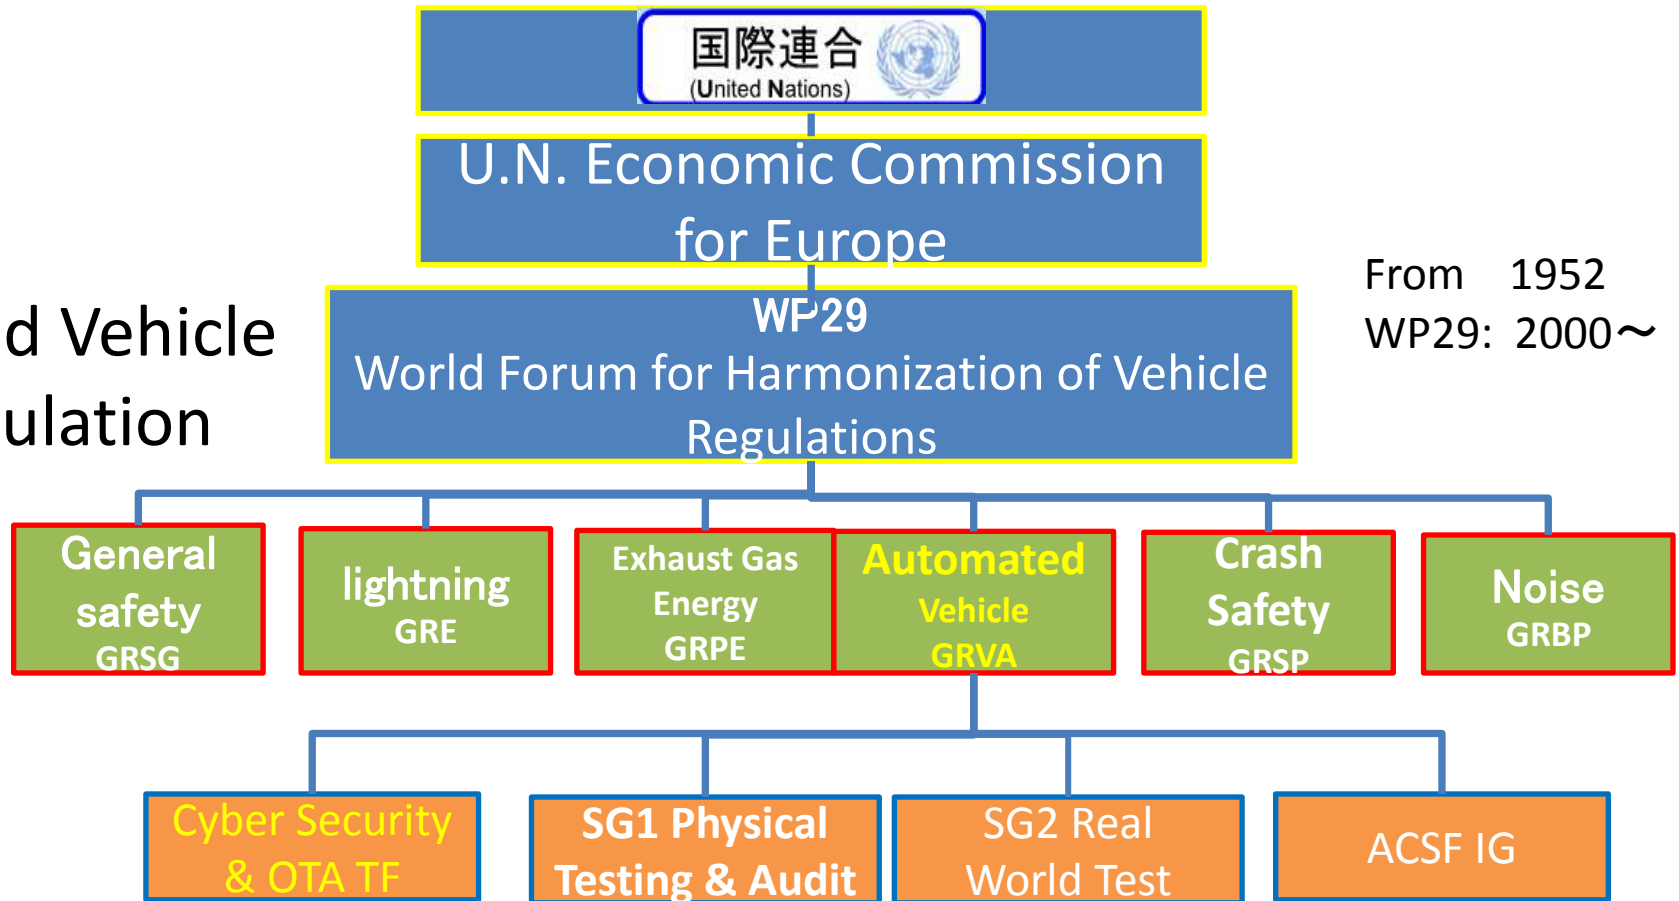 国際連合
(United Nations)
U.N. Economic Commission
for Europe
From 1952
WP29: 2000～
d Vehicle
ulation
WP29
World Forum for Harmonization of Vehicle
Regulations
General
safety
GRSG
lightning
GRE
Exhaust Gas
Energy
GRPE
Automated
Vehicle
GRVA
Crash
Safety
GRSP
Noise
GRBP
Cyber Security
& OTA TF
SG1 Physical
Testing & Audit
SG2 Real
World Test
ACSF IG